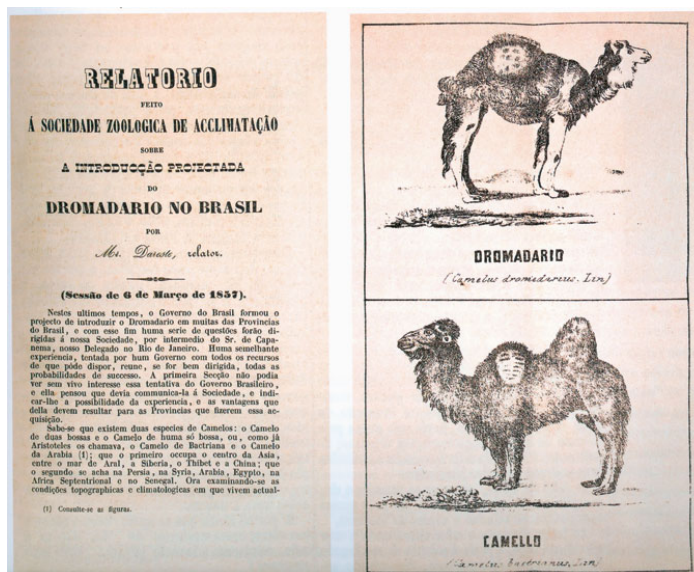 RELATORIO
FEITO
Á SOCIEDADE ZOOLOGICA DE ACCLIMATAÇÃO
SOBRE
A INTRODUCÇÃO PROJECTADA
DO
DROMADARIO NO BRASIL
POR
Mr. Dareste, relator.
(Sessão de 6 de Março de 1857).
Nestes ultimos tempos, o Governo do Brasil formou o
projecto de introduzir o Dromadario em muitas das Provincias
do Brasil, e com esse fim huma serie de questões forão di-
rigidas á nossa Sociedade, por intermedio do Sr. de Capa-
nema, nosso Delegado no Rio de Janeiro. Huma semelhante
experiencia, tentada por hum Governo com todos os recursos
de que póde dispor, reune, se for bem dirigida, todas as
probabilidades de successo. A primeira Secção não podia
ver sem vivo interesse essa tentativa do Governo Brasileiro,
e ella pensou que devia communica-la á Sociedade, e indi-
car-lhe a possibilidade da experiencia, e as vantagens que
della devem resultar para as Provincias que fizerem essa ac-
quisição.
Sabe-se que existem duas especies de Camelos: o Camelo
de duas bossas e o Camelo de huma só bossa, ou, como já
Aristoteles os chamava, o Camelo de Bactriana e o Camelo
da Arabia (1); que o primeiro occupa o centro da Asia,
entre o mar de Aral, a Siberia, o Thibet e a China; que
o segundo se acha na Persia, na Syria, Arabia, Egypto, na
Africa Septentrional e no Senegal. Ora examinando-se as
condições topographicas e climatologicas em que vivem actual-
(1) Consulte-se as figuras.
DROMADARIO
(Camelus dromedarius. Lin)
CAMELLO
(Camelus Bactrianus, Lin)